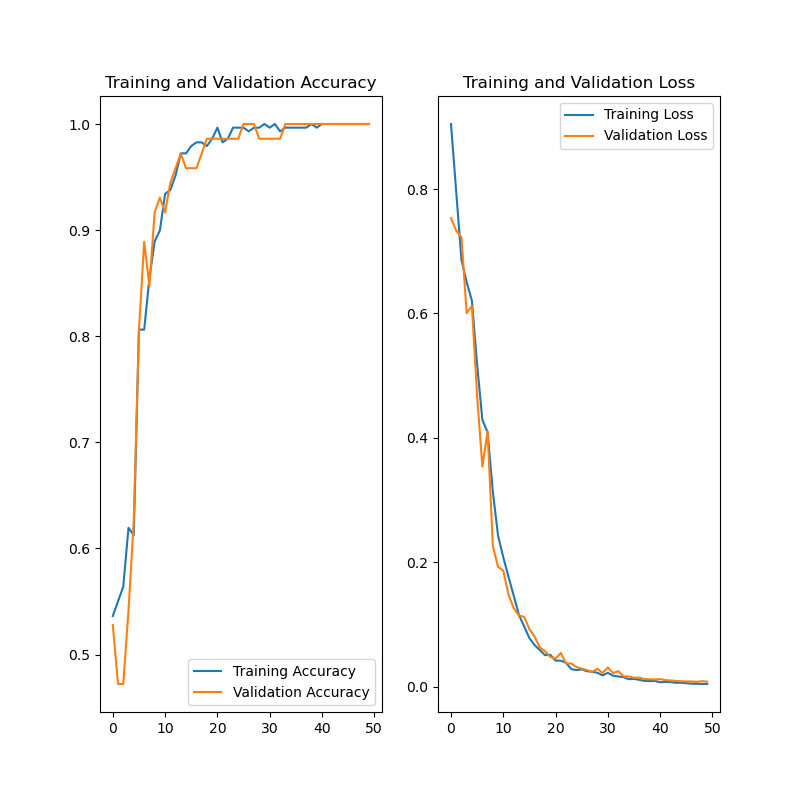 Training and Validation Accuracy
1.0
0.9
0.8
0.7
0.6
0.5
0 10 20 30 40 50
Training Accuracy
Validation Accuracy
Training and Validation Loss
Training Loss
Validation Loss
0.8
0.6
0.4
0.2
0.0
0 10 20 30 40 50